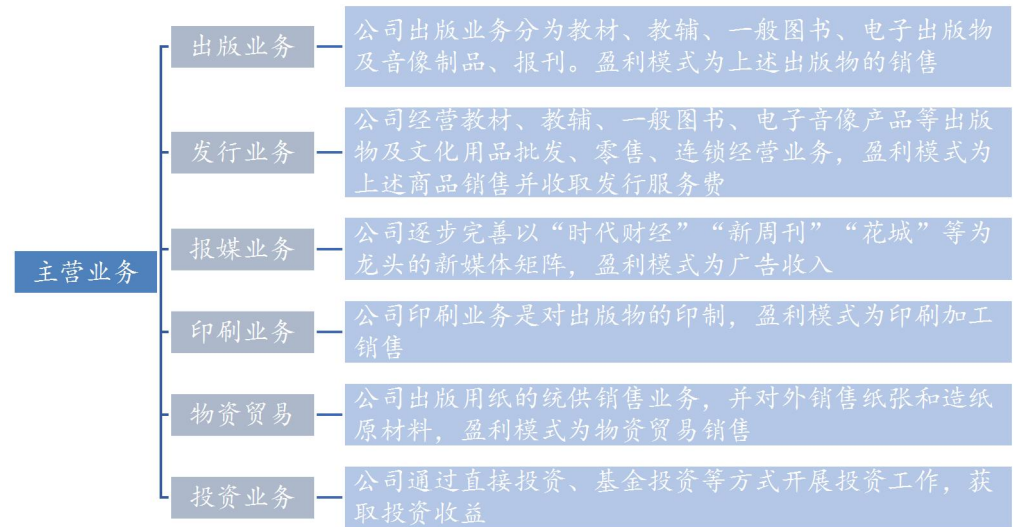 主营业务
出版业务
公司出版业务分为教材、教辅、一般图书、电子出版物
及音像制品、报刊。盈利模式为上述出版物的销售
发行业务
公司经营教材、教辅、一般图书、电子音像产品等出版
物及文化用品批发、零售、连锁经营业务，盈利模式为
上述商品销售并收取发行服务费
报媒业务
公司逐步完善以“时代财经”“新周刊”“花城”等为
龙头的新媒体矩阵，盈利模式为广告收入
印刷业务
公司印刷业务是对出版物的印制，盈利模式为印刷加工
销售
物资贸易
公司出版用纸的统供销售业务，并对外销售纸张和造纸
原材料，盈利模式为物资贸易销售
投资业务
公司通过直接投资、基金投资等方式开展投资工作，获
取投资收益